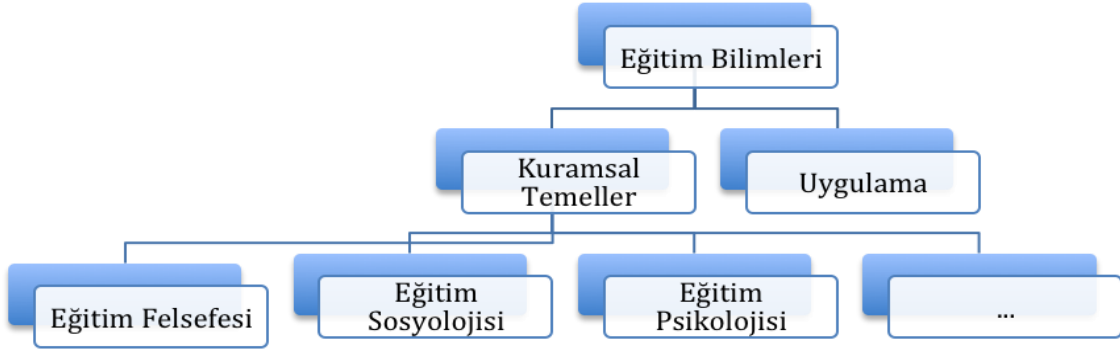 Eğitim Bilimleri
Kuramsal
Temeller
Uygulama
Eğitim Felsefesi
Eğitim
Sosyolojisi
Eğitim
Psikolojisi
...